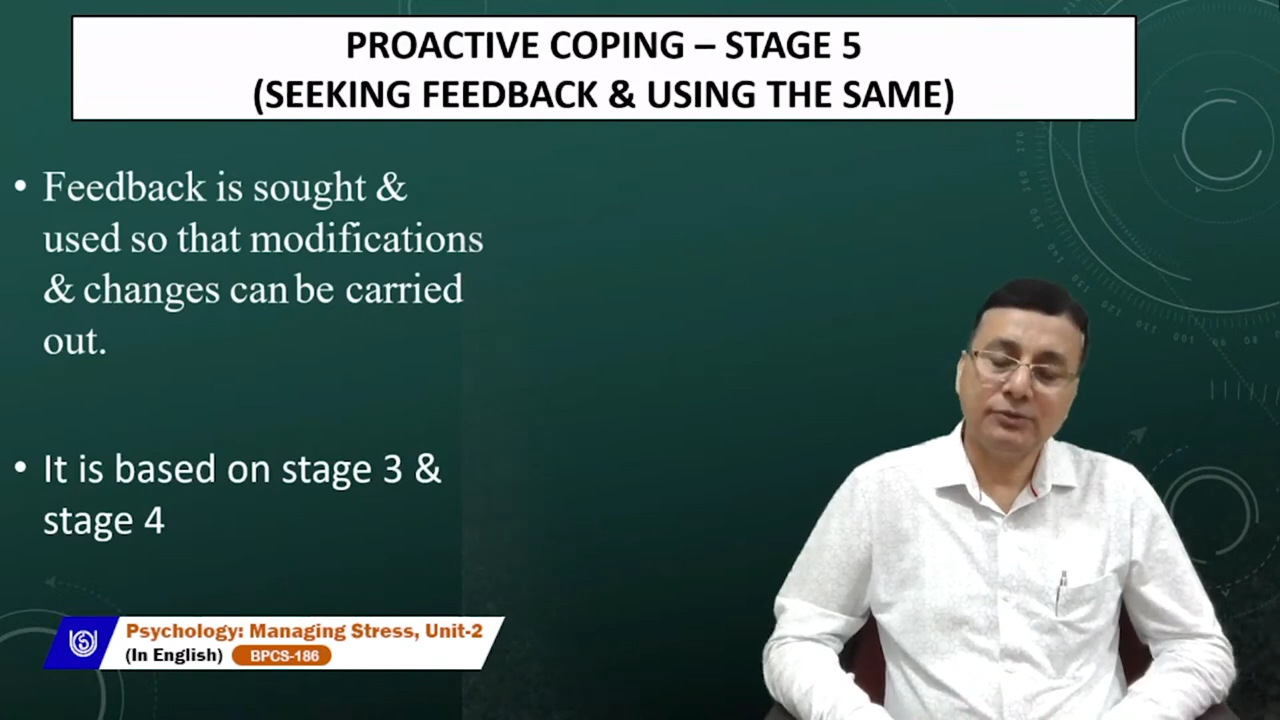 PROACTIVE COPING – STAGE 5
(SEEKING FEEDBACK & USING THE SAME)
• Feedback is sought &
used so that modifications
& changes can be carried
out.
• It is based on stage 3 &
stage 4
Psychology: Managing Stress, Unit-2
(In English) BPCS-186